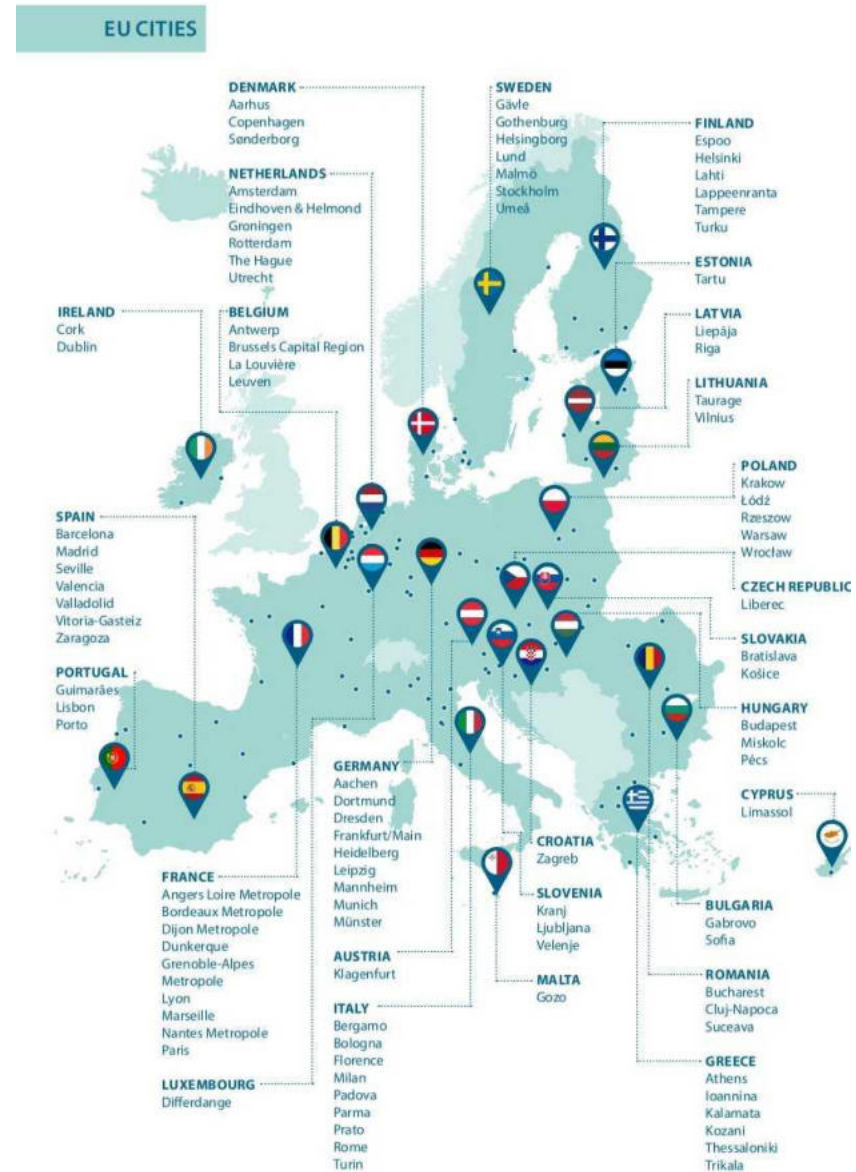 EU CITIES
DENMARK
Aarhus
Copenhagen
Sønderborg
SWEDEN
Gävle
Gothenburg
Helsingborg
Lund
Malmö
Stockholm
Umeå
FINLAND
Espoo
Helsinki
Lahti
Lappeenranta
Tampere
Turku
NETHERLANDS
Amsterdam
Eindhoven & Helmond
Groningen
Rotterdam
The Hague
Utrecht
ESTONIA
Tartu
IRELAND
Cork
Dublin
BELGIUM
Antwerp
Brussels Capital Region
La Louvière
Leuven
LATVIA
Liepāja
Riga
LITHUANIA
Taurage
Vilnius
POLAND
Krakow
Łódź
Rzeszow
Warsaw
Wrocław
SPAIN
Barcelona
Madrid
Seville
Valencia
Valladolid
Vitoria-Gasteiz
Zaragoza
CZECH REPUBLIC
Liberec
SLOVAKIA
Bratislava
Košice
PORTUGAL
Guimarães
Lisbon
Porto
HUNGARY
Budapest
Miskolc
Pécs
GERMANY
Aachen
Dortmund
Dresden
Frankfurt/Main
Heidelberg
Leipzig
Mannheim
Munich
Münster
CYPRUS
Limassol
CROATIA
Zagreb
FRANCE
Angers Loire Metropole
Bordeaux Metropole
Dijon Metropole
Dunkerque
Grenoble-Alpes
Metropole
Lyon
Marseille
Nantes Metropole
Paris
SLOVENIA
Kranj
Ljubljana
Velenje
BULGARIA
Gabrovo
Sofia
AUSTRIA
Klagenfurt
MALTA
Gozo
ROMANIA
Bucharest
Cluj-Napoca
Suceava
ITALY
Bergamo
Bologna
Florence
Milan
Padova
Parma
Prato
Rome
Turin
GREECE
Athens
Ioannina
Kalamata
Kozani
Thessaloniki
Trikala
LUXEMBOURG
Differdange